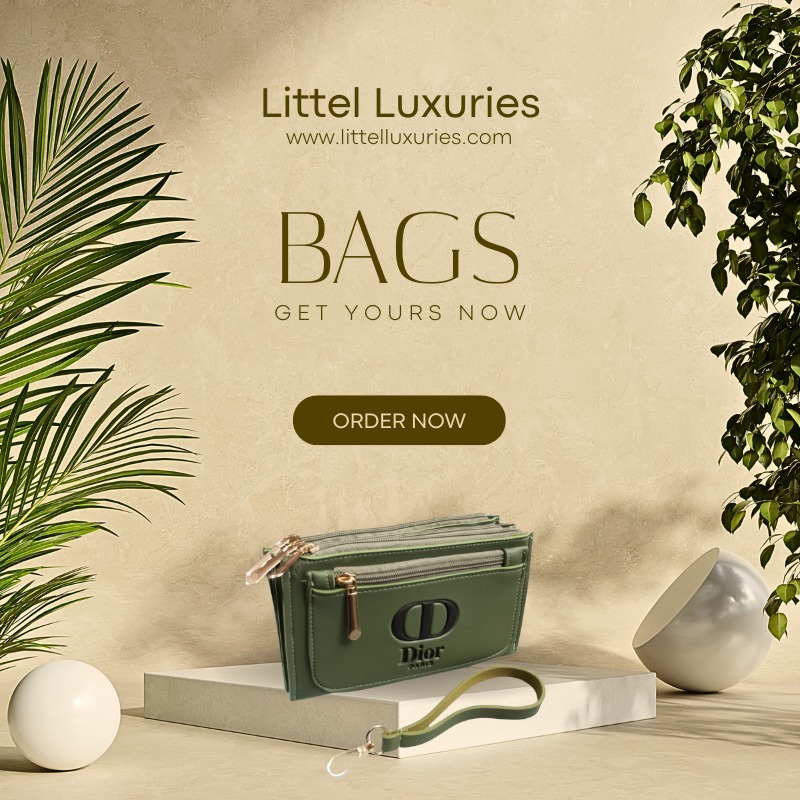 Littel Luxuries
www.littelluxuries.com
BAGS
GET YOURS NOW
ORDER NOW
Dior
PARIS